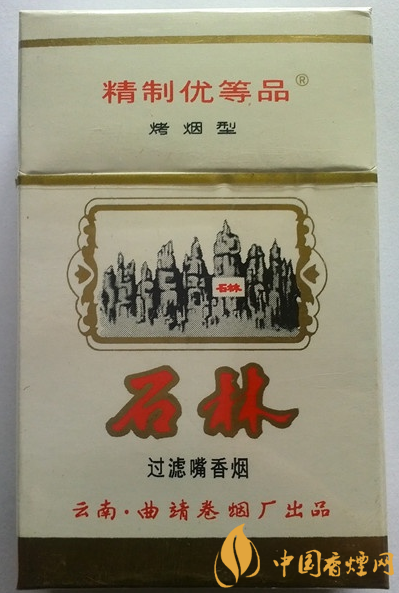 精制优等品®
烤烟型
石林
石林
过滤嘴香烟
云南·曲靖卷烟厂出品
中国香煙网